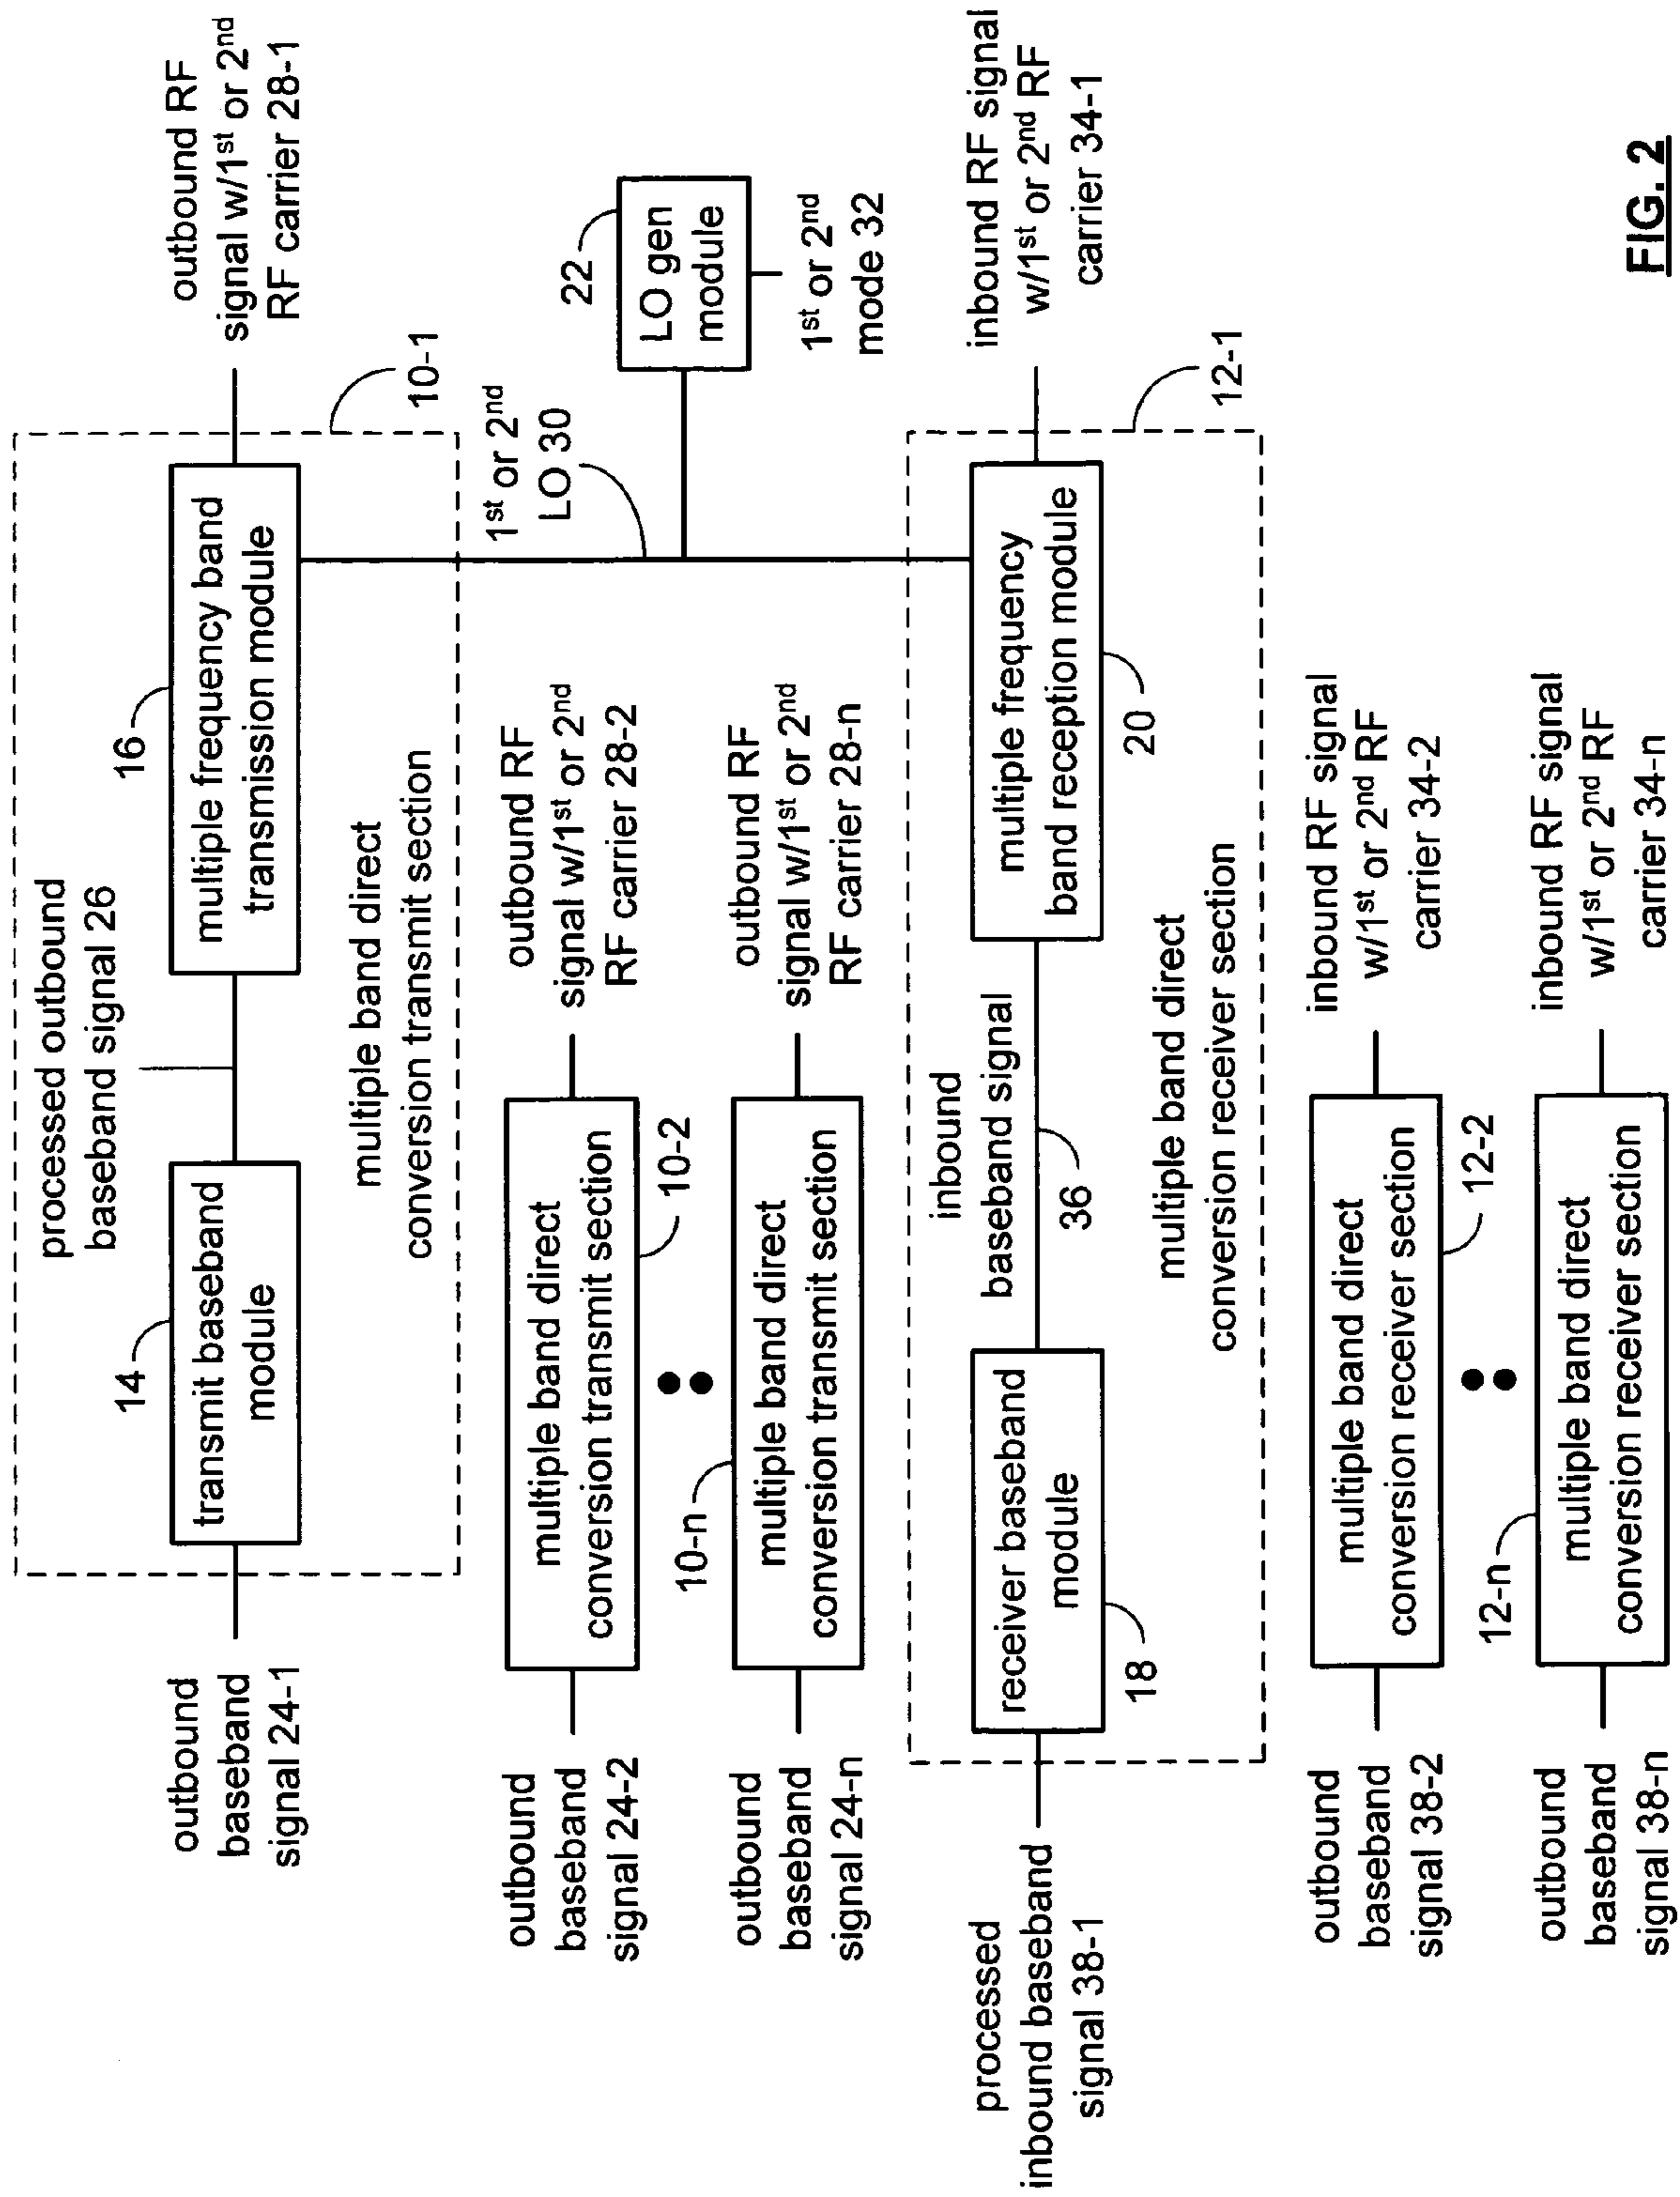 outbound
baseband
signal 24-1
14
transmit baseband
module
processed outbound
baseband signal 26
16
multiple frequency band
transmission module
multiple band direct
conversion transmit section
10-1
outbound RF
signal w/1st or 2nd
RF carrier 28-1
outbound
baseband
signal 24-2
multiple band direct
conversion transmit section
10-2
outbound RF
signal w/1st or 2nd
RF carrier 28-2
1st or 2nd
LO 30
22
LO gen
module
1st or 2nd
mode 32
outbound
baseband
signal 24-n
10-n
multiple band direct
conversion transmit section
outbound RF
signal w/1st or 2nd
RF carrier 28-n
processed
inbound baseband
signal 38-1
receiver baseband
module
18
inbound
baseband signal
36
multiple frequency
band reception module
20
multiple band direct
conversion receiver section
12-1
inbound RF signal
w/1st or 2nd RF
carrier 34-1
outbound
baseband
signal 38-2
multiple band direct
conversion receiver section
12-2
inbound RF signal
w/1st or 2nd RF
carrier 34-2
outbound
baseband
signal 38-n
12-n
multiple band direct
conversion receiver section
inbound RF signal
w/1st or 2nd RF
carrier 34-n
FIG. 2